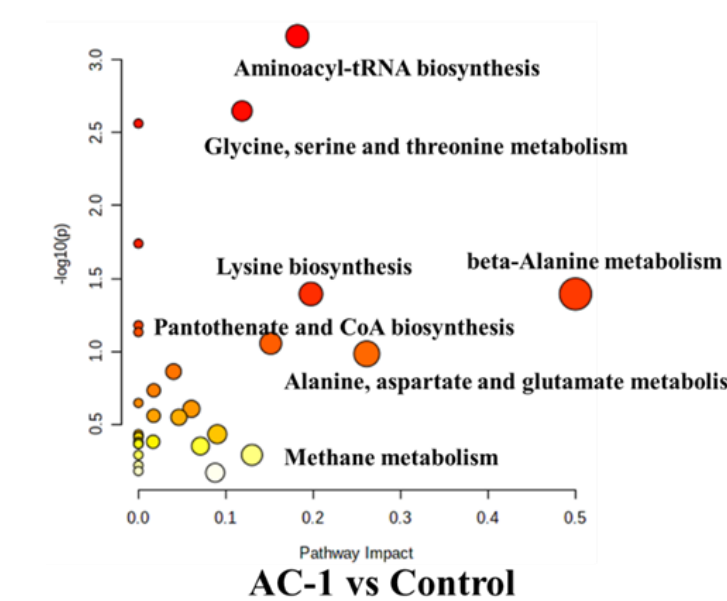 3.0
Aminoacyl-tRNA biosynthesis
2.5
Glycine, serine and threonine metabolism
2.0
-log10(p)
Lysine biosynthesis
beta-Alanine metabolism
1.5
Pantothenate and CoA biosynthesis
1.0
Alanine, aspartate and glutamate metabolis
0.5
Methane metabolism
0.0 0.1 0.2 0.3 0.4 0.5
Pathway Impact
AC-1 vs Control